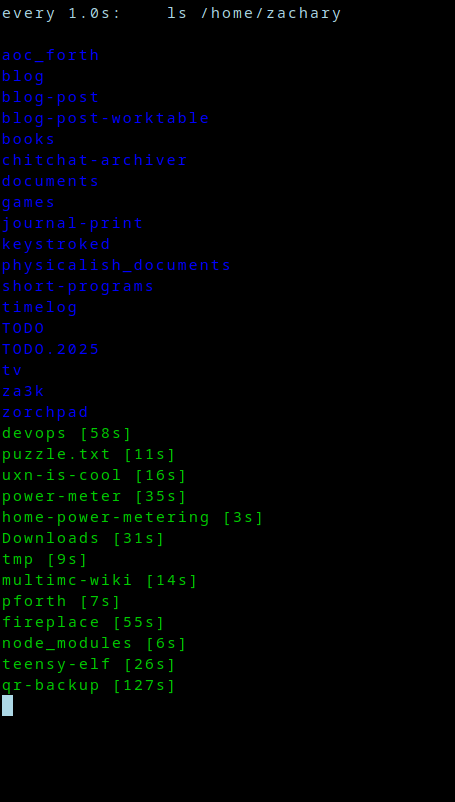 every 1.0s:    ls /home/zachary
aoc_forth
blog
blog-post
blog-post-worktable
books
chitchat-archiver
documents
games
journal-print
keystroked
physicalish_documents
short-programs
timelog
TODO
TODO.2025
tv
za3k
zorchpad
devops [58s]
puzzle.txt [11s]
uxn-is-cool [16s]
power-meter [35s]
home-power-metering [3s]
Downloads [31s]
tmp [9s]
multimc-wiki [14s]
pforth [7s]
fireplace [55s]
node_modules [6s]
teensy-elf [26s]
qr-backup [127s]